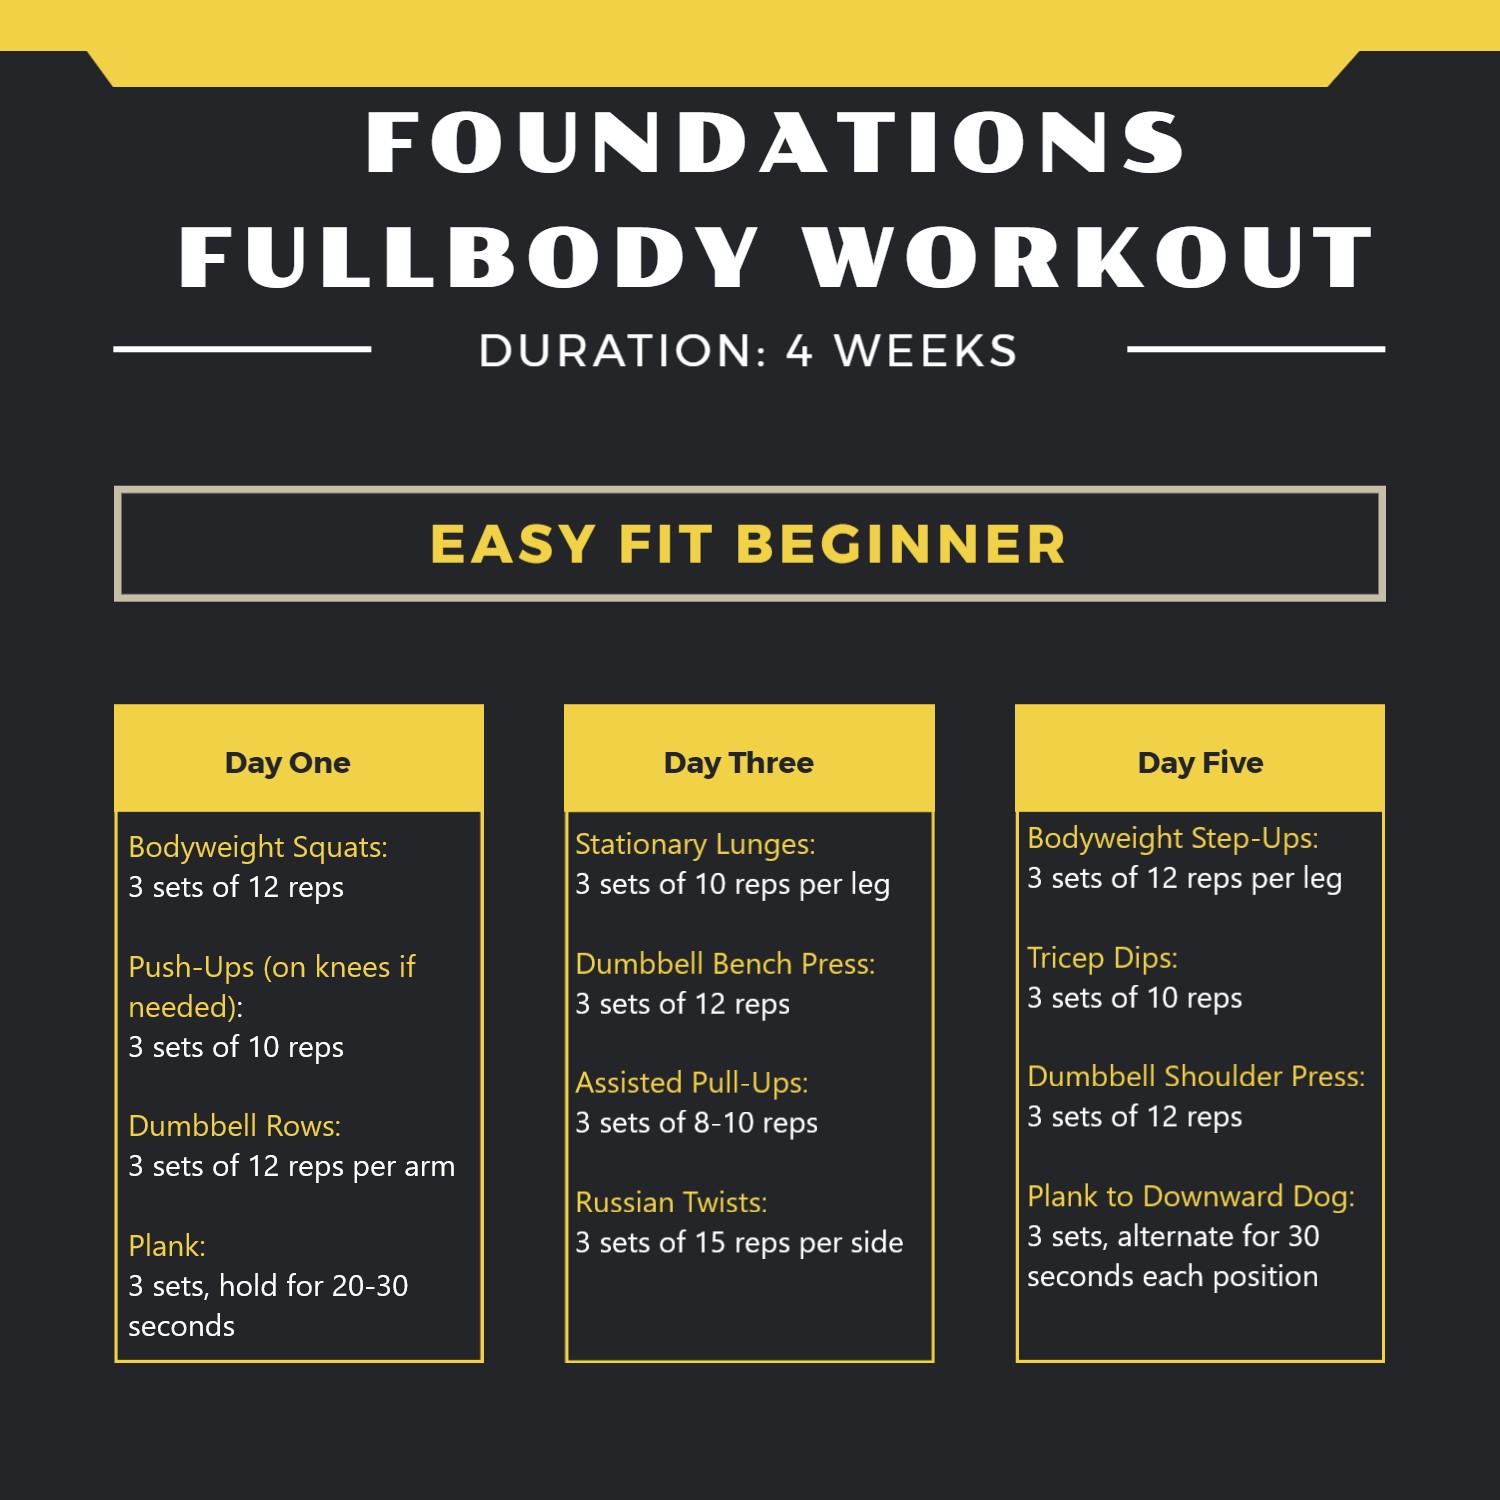 FOUNDATIONS
FULLBODY WORKOUT
DURATION: 4 WEEKS
EASY FIT BEGINNER
Day One
Bodyweight Squats:
3 sets of 12 reps
Push-Ups (on knees if
needed):
3 sets of 10 reps
Dumbbell Rows:
3 sets of 12 reps per arm
Plank:
3 sets, hold for 20-30
seconds
Day Three
Stationary Lunges:
3 sets of 10 reps per leg
Dumbbell Bench Press:
3 sets of 12 reps
Assisted Pull-Ups:
3 sets of 8-10 reps
Russian Twists:
3 sets of 15 reps per side
Day Five
Bodyweight Step-Ups:
3 sets of 12 reps per leg
Tricep Dips:
3 sets of 10 reps
Dumbbell Shoulder Press:
3 sets of 12 reps
Plank to Downward Dog:
3 sets, alternate for 30
seconds each position